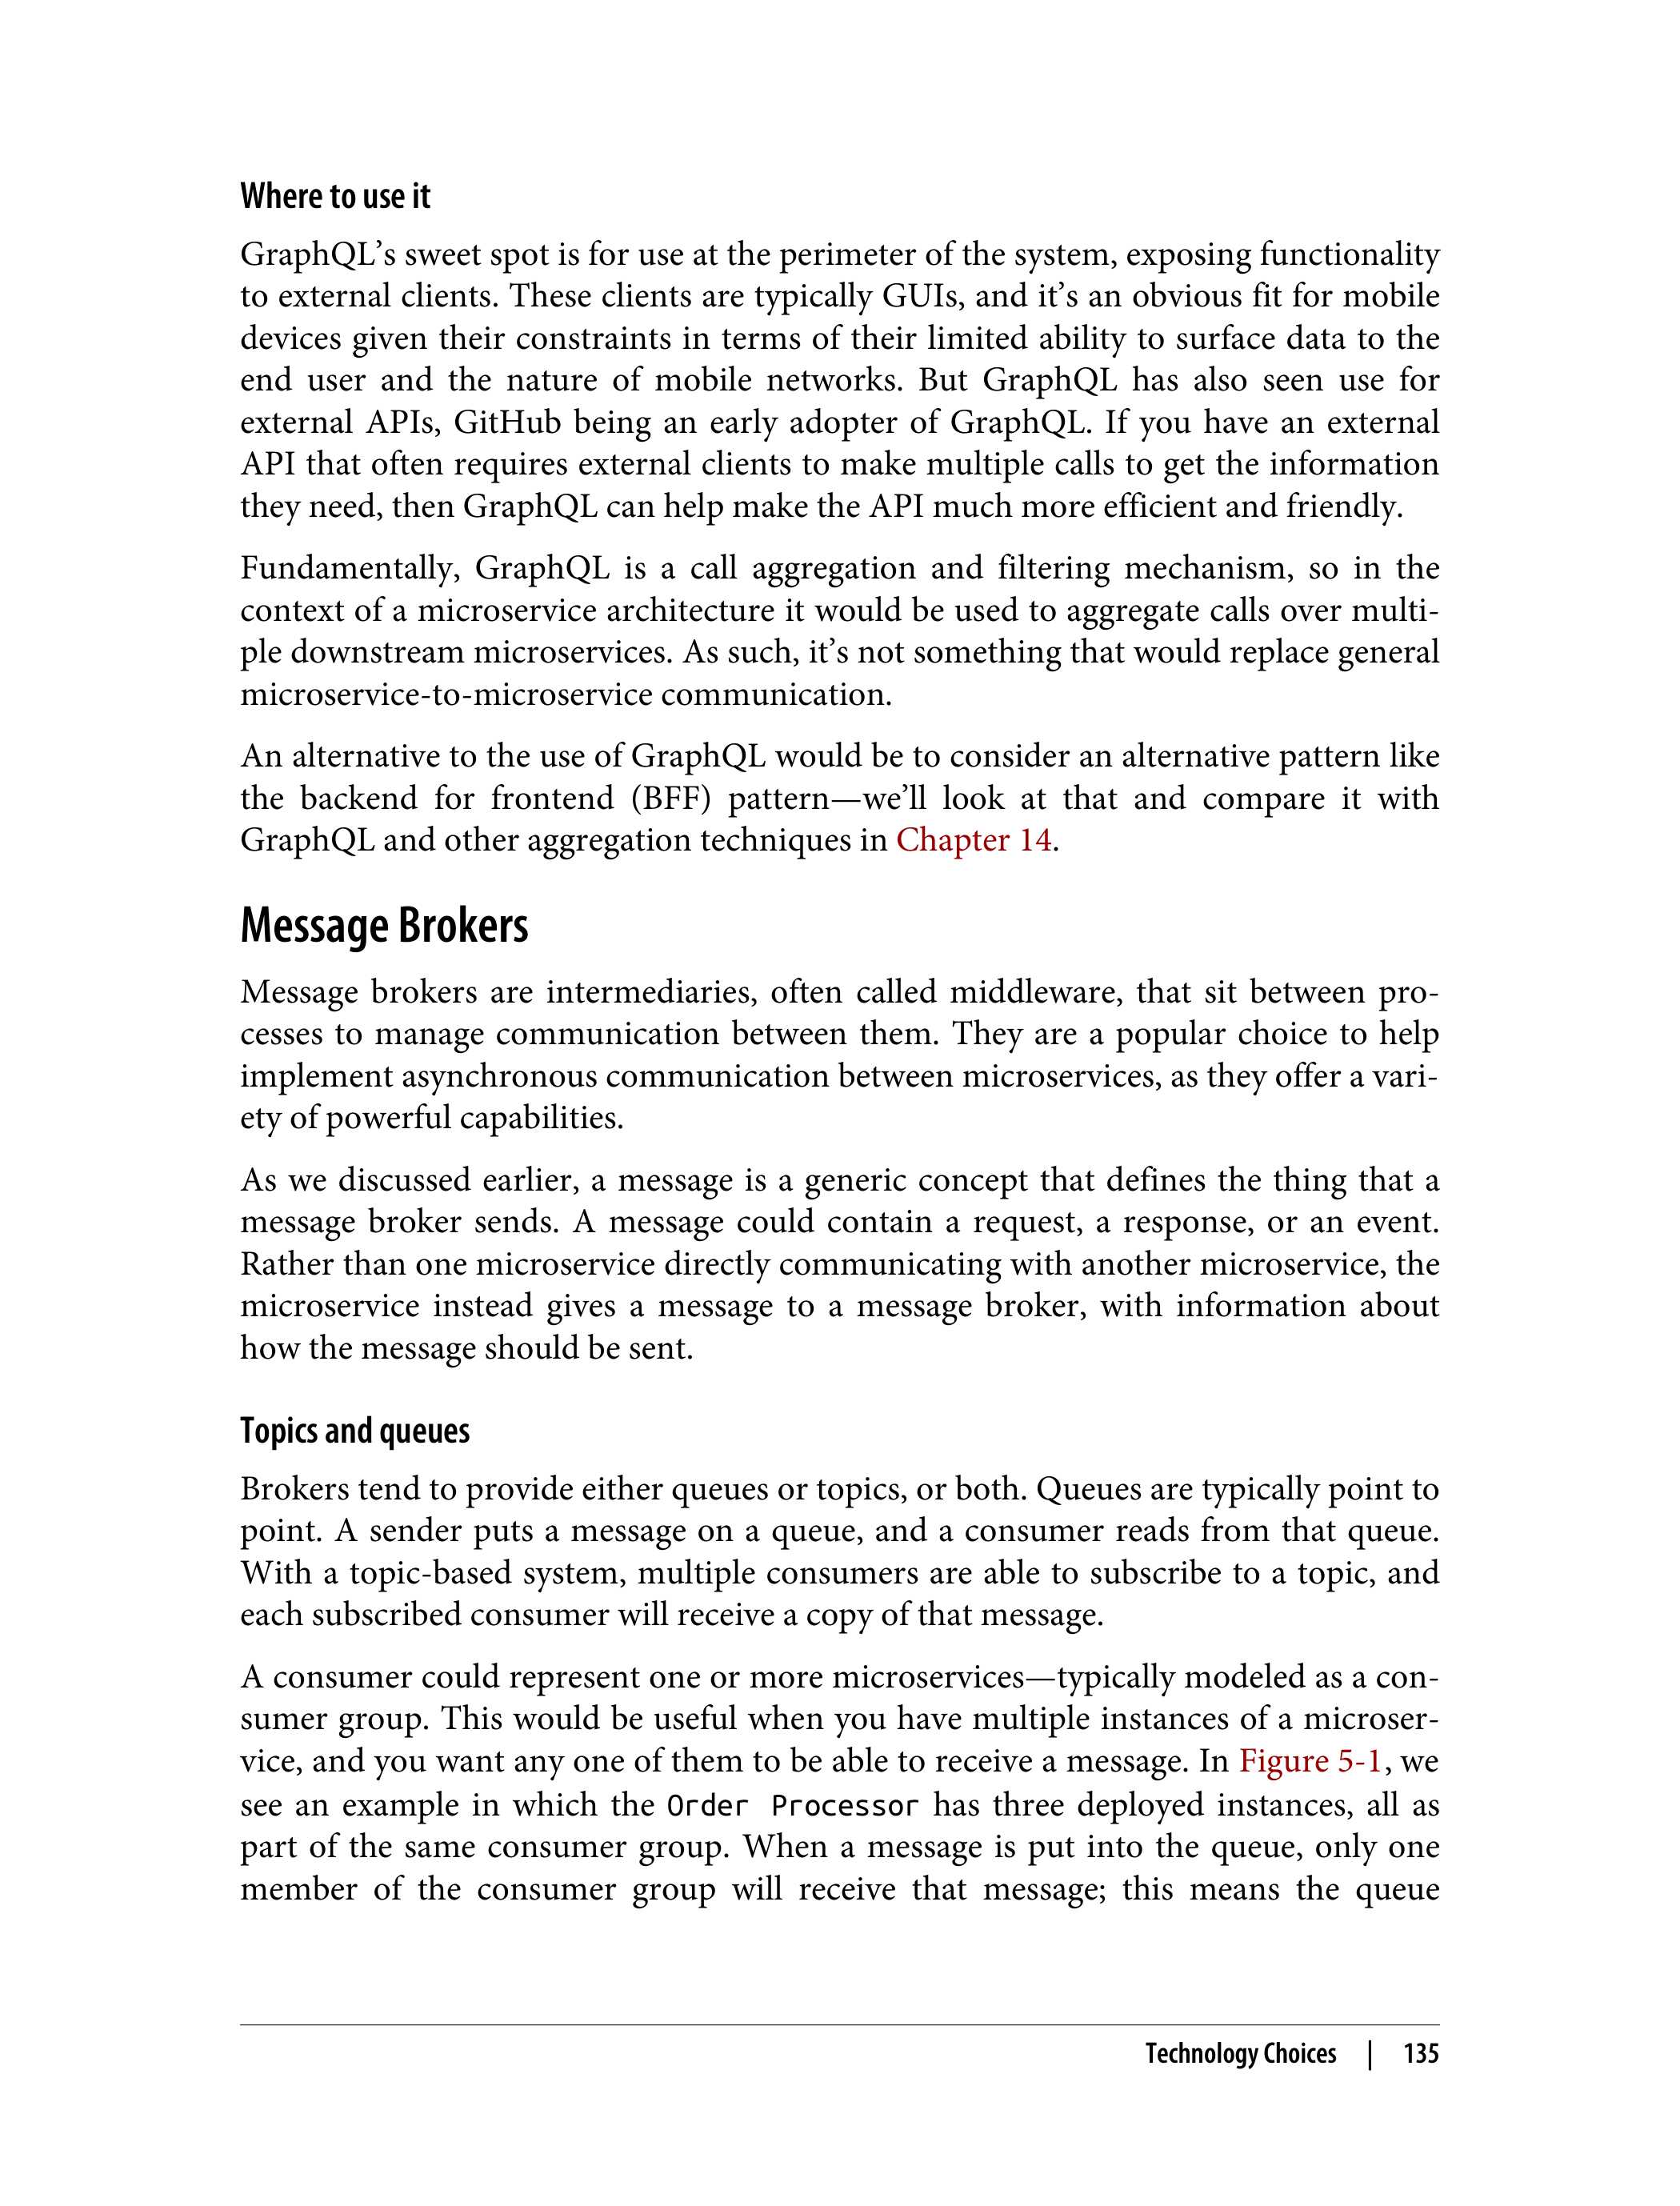 Where to use it
GraphQL’s sweet spot is for use at the perimeter of the system, exposing functionality
to external clients. These clients are typically GUIs, and it’s an obvious fit for mobile
devices given their constraints in terms of their limited ability to surface data to the
end user and the nature of mobile networks. But GraphQL has also seen use for
external APIs, GitHub being an early adopter of GraphQL. If you have an external
API that often requires external clients to make multiple calls to get the information
they need, then GraphQL can help make the API much more efficient and friendly.
Fundamentally, GraphQL is a call aggregation and filtering mechanism, so in the
context of a microservice architecture it would be used to aggregate calls over multi-
ple downstream microservices. As such, it’s not something that would replace general
microservice-to-microservice communication.
An alternative to the use of GraphQL would be to consider an alternative pattern like
the backend for frontend (BFF) pattern—we’ll look at that and compare it with
GraphQL and other aggregation techniques in Chapter 14.
Message Brokers
Message brokers are intermediaries, often called middleware, that sit between pro-
cesses to manage communication between them. They are a popular choice to help
implement asynchronous communication between microservices, as they offer a vari-
ety of powerful capabilities.
As we discussed earlier, a message is a generic concept that defines the thing that a
message broker sends. A message could contain a request, a response, or an event.
Rather than one microservice directly communicating with another microservice, the
microservice instead gives a message to a message broker, with information about
how the message should be sent.
Topics and queues
Brokers tend to provide either queues or topics, or both. Queues are typically point to
point. A sender puts a message on a queue, and a consumer reads from that queue.
With a topic-based system, multiple consumers are able to subscribe to a topic, and
each subscribed consumer will receive a copy of that message.
A consumer could represent one or more microservices—typically modeled as a con-
sumer group. This would be useful when you have multiple instances of a microser-
vice, and you want any one of them to be able to receive a message. In Figure 5-1, we
see an example in which the Order Processor has three deployed instances, all as
part of the same consumer group. When a message is put into the queue, only one
member of the consumer group will receive that message; this means the queue
Technology Choices | 135